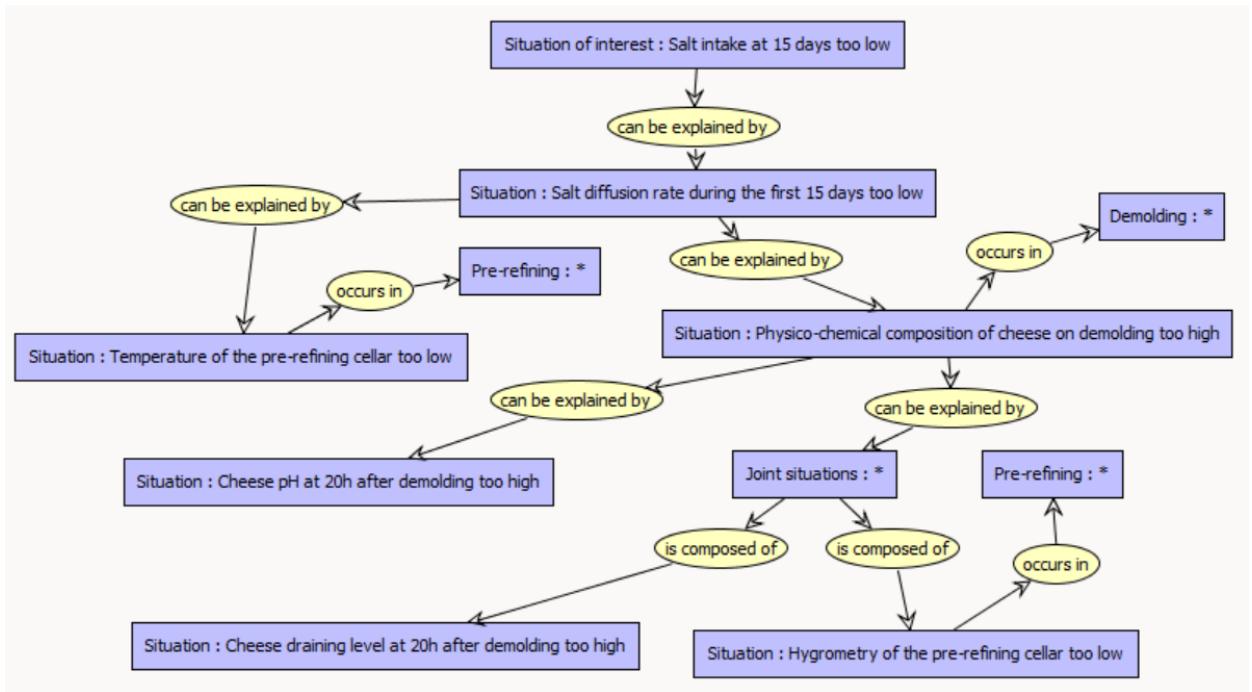 Situation of interest : Salt intake at 15 days too low
can be explained by
Situation : Salt diffusion rate during the first 15 days too low
can be explained by
Demolding : *
can be explained by
occurs in
Pre-refining : *
occurs in
Situation : Physico-chemical composition of cheese on demolding too high
Situation : Temperature of the pre-refining cellar too low
can be explained by
can be explained by
Situation : Cheese pH at 20h after demolding too high
Joint situations : *
Pre-refining : *
is composed of
is composed of
occurs in
Situation : Cheese draining level at 20h after demolding too high
Situation : Hygrometry of the pre-refining cellar too low